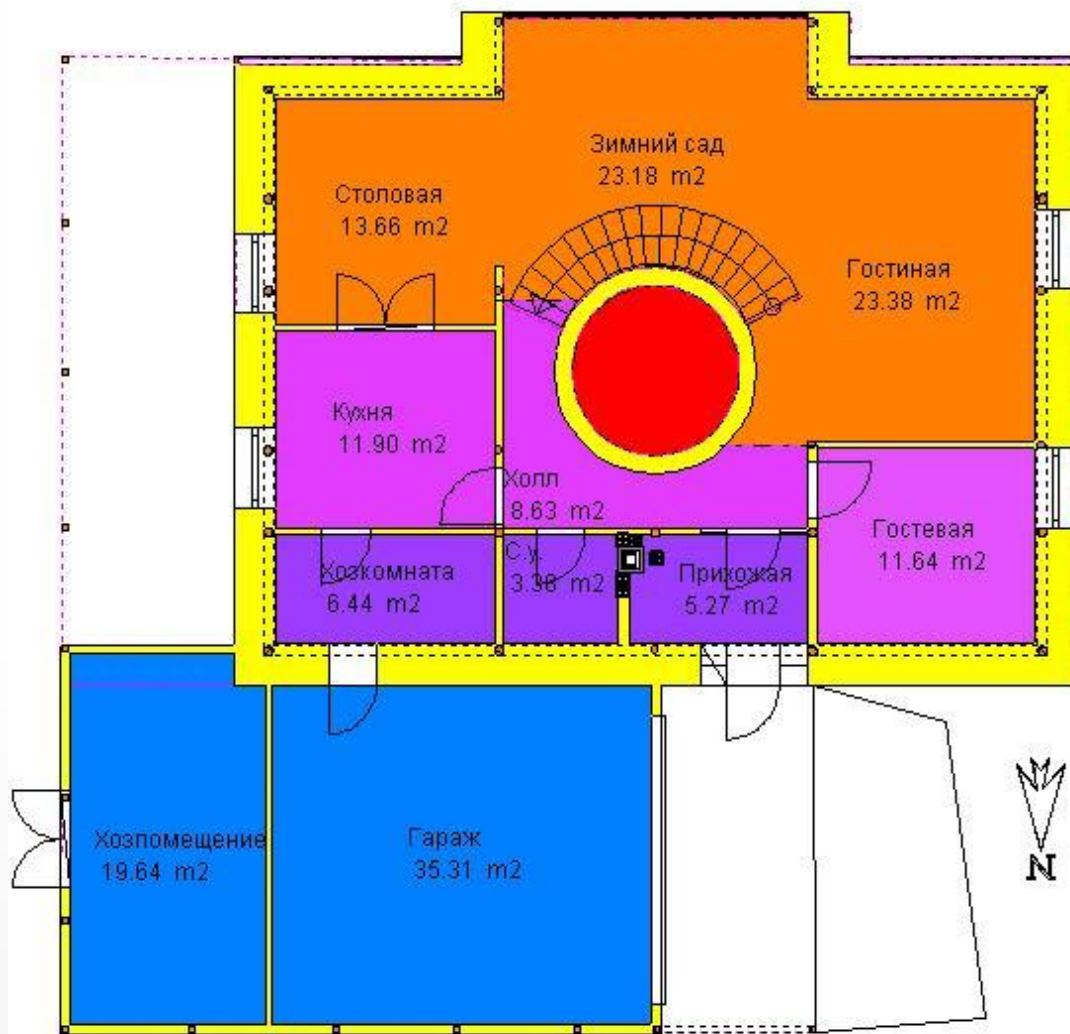 Зимний сад
23.18 m2
Столовая
13.66 m2
Гостиная
23.38 m2
Кухня
11.90 m2
Холл
8.63 m2
Гостевая
11.64 m2
Хозкомната
6.44 m2
С.у.
3.38 m2
Прихожая
5.27 m2
Хозпомещение
19.64 m2
Гараж
35.31 m2
N